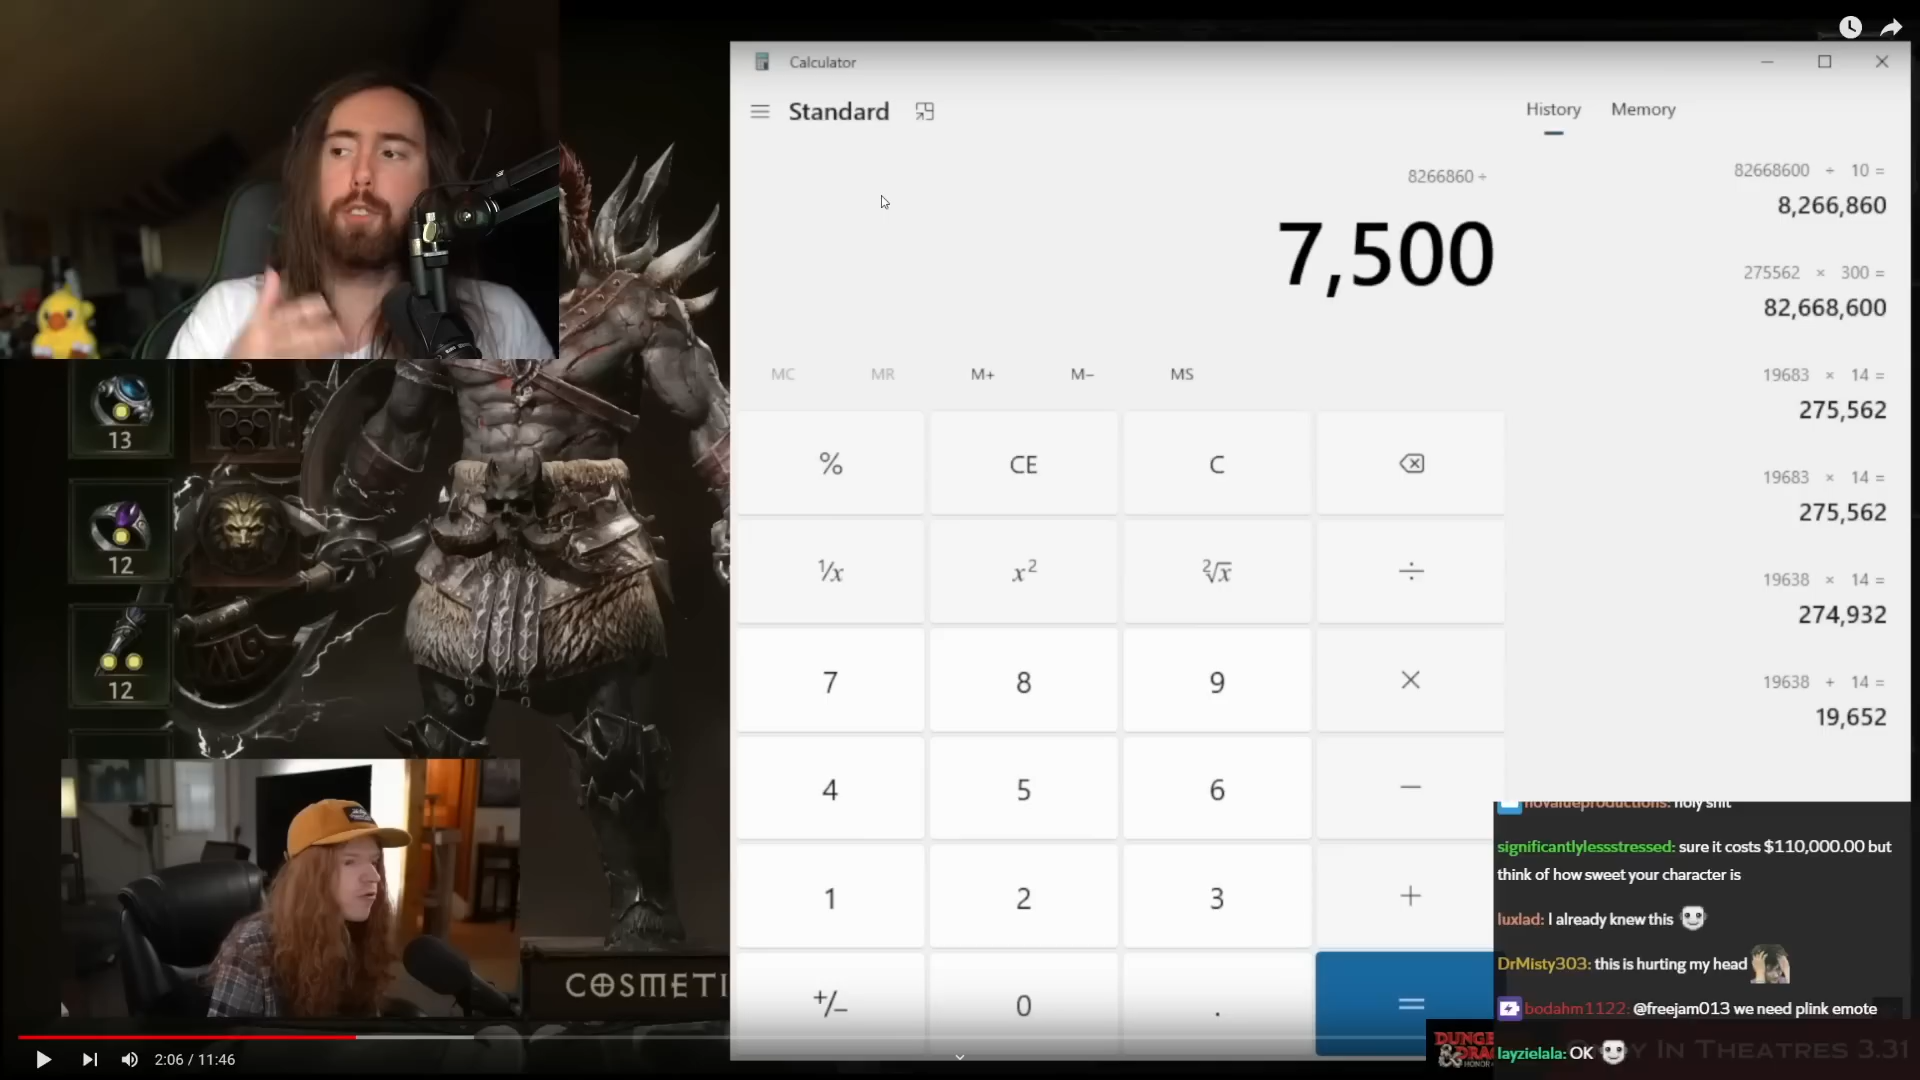 Calculator
Standard
History
Memory
8266860 ÷
7,500
82668600 ÷ 10 =
8,266,860
275562 × 300 =
82,668,600
19683 × 14 =
275,562
19683 × 14 =
275,562
19638 × 14 =
274,932
19638 + 14 =
19,652
MC MR M+ M− MS
% CE C
¹/x x² ²√x ÷
7 8 9 ×
4 5 6 −
1 2 3 +
+/− 0 . =
13
12
12
COSMETI
novalueproductions: holy shit
significantlylessstressed: sure it costs $110,000.00 but
think of how sweet your character is
luxlad: I already knew this
DrMisty303: this is hurting my head
bodahm1122: @freejam013 we need plink emote
layzielala: OK
In Theatres 3.31
2:06 / 11:46